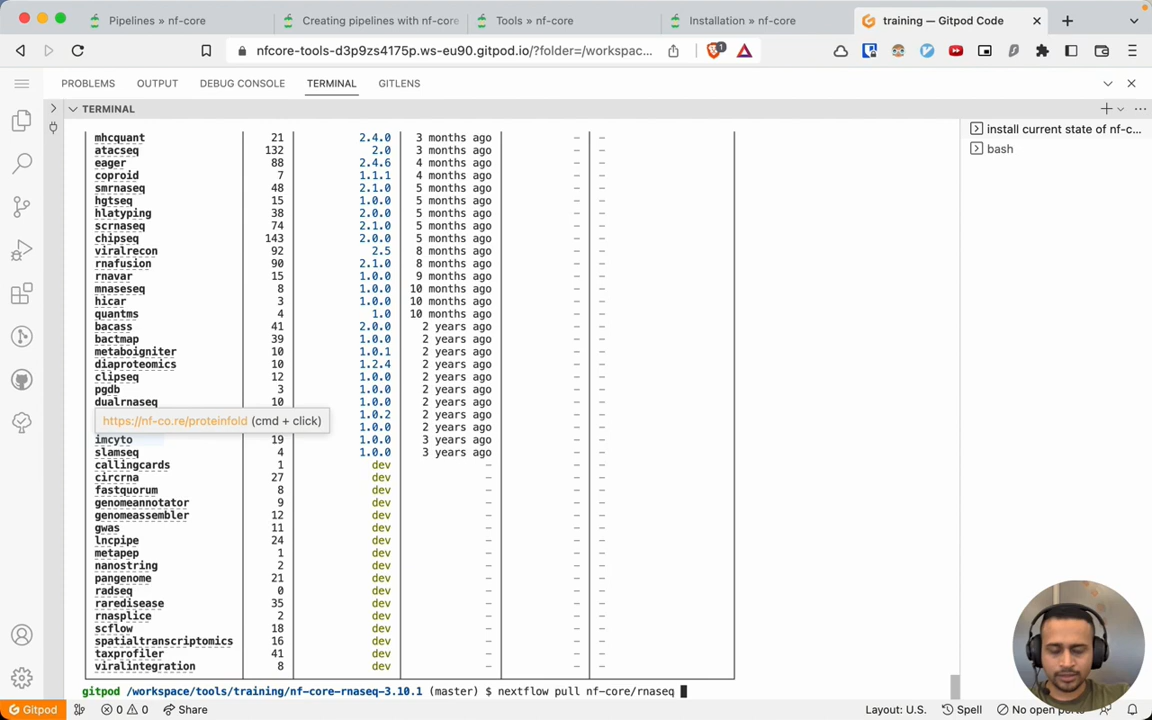 Pipelines » nf-core
Creating pipelines with nf-core
Tools » nf-core
Installation » nf-core
training — Gitpod Code
nfcore-tools-d3p9zs4175p.ws-eu90.gitpod.io/?folder=/workspac...
1
PROBLEMS OUTPUT DEBUG CONSOLE TERMINAL GITLENS
TERMINAL
install current state of nf-c...
bash
mhcquant 21 2.4.0 3 months ago – –
atacseq 132 2.0 3 months ago – –
eager 88 2.4.6 4 months ago – –
coproid 7 1.1.1 4 months ago – –
smrnaseq 48 2.1.0 5 months ago – –
hgtseq 15 1.0.0 5 months ago – –
hlatyping 38 2.0.0 5 months ago – –
scrnaseq 74 2.1.0 5 months ago – –
chipseq 143 2.0.0 5 months ago – –
viralrecon 92 2.5 8 months ago – –
rnafusion 90 2.1.0 8 months ago – –
rnavar 15 1.0.0 9 months ago – –
mnaseseq 8 1.0.0 10 months ago – –
hicar 3 1.0.0 10 months ago – –
quantms 4 1.0 10 months ago – –
bacass 41 2.0.0 2 years ago – –
bactmap 39 1.0.0 2 years ago – –
metaboigniter 10 1.0.1 2 years ago – –
diaproteomics 10 1.2.4 2 years ago – –
clipseq 12 1.0.0 2 years ago – –
pgdb 3 1.0.0 2 years ago – –
dualrnaseq 10 1.0.0 2 years ago – –
1.0.2 2 years ago – –
https://nf-co.re/proteinfold (cmd + click)
1.0.0 2 years ago – –
imcyto 19 1.0.0 3 years ago – –
slamseq 4 1.0.0 3 years ago – –
callingcards 1 dev – – –
circrna 27 dev – – –
fastquorum 8 dev – – –
genomeannotator 9 dev – – –
genomeassembler 12 dev – – –
gwas 11 dev – – –
lncpipe 24 dev – – –
metapep 1 dev – – –
nanostring 2 dev – – –
pangenome 21 dev – – –
radseq 0 dev – – –
raredisease 35 dev – – –
rnasplice 2 dev – – –
scflow 18 dev – – –
spatialtranscriptomics 16 dev – – –
taxprofiler 41 dev – – –
viralintegration 8 dev – – –
gitpod /workspace/tools/training/nf-core-rnaseq-3.10.1 (master) $ nextflow pull nf-core/rnaseq
Gitpod 0 0 Share Layout: U.S. Spell No open